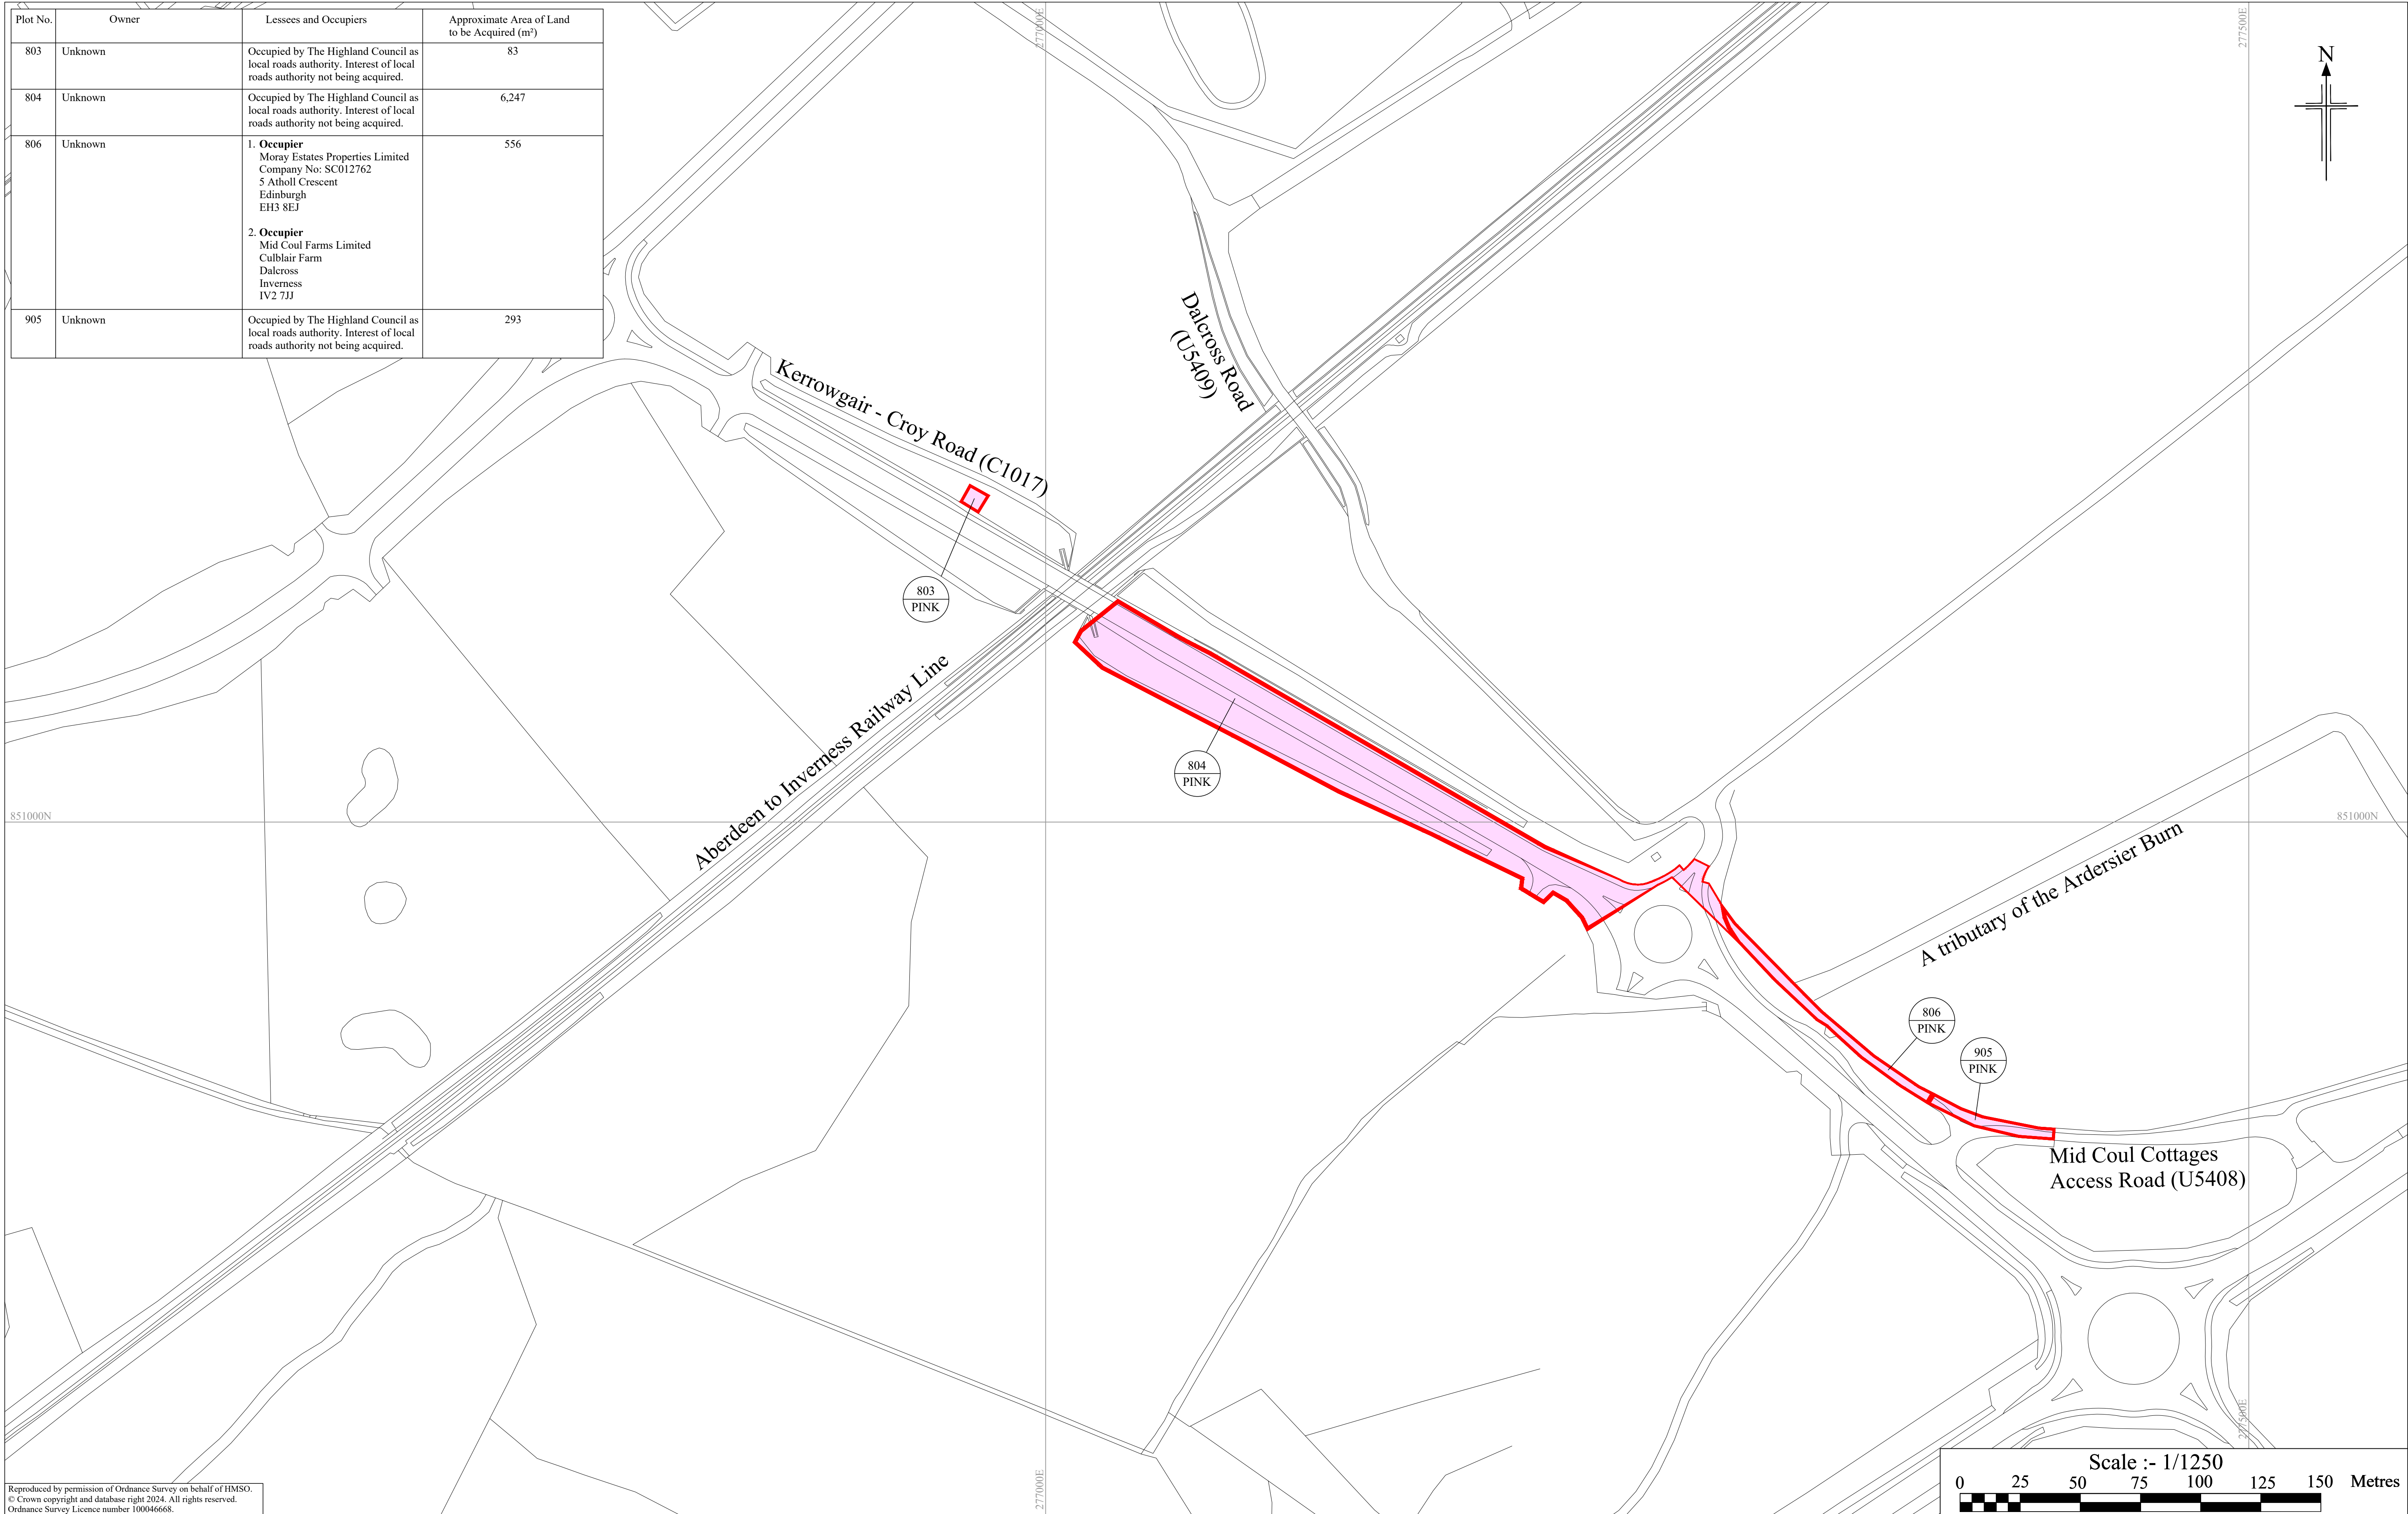 Plot No. Owner Lessees and Occupiers Approximate Area of Land
to be Acquired (m²)
803 Unknown Occupied by The Highland Council as 83
local roads authority. Interest of local
roads authority not being acquired.
804 Unknown Occupied by The Highland Council as 6,247
local roads authority. Interest of local
roads authority not being acquired.
806 Unknown 1. Occupier 556
Moray Estates Properties Limited
Company No: SC012762
5 Atholl Crescent
Edinburgh
EH3 8EJ
2. Occupier
Mid Coul Farms Limited
Culblair Farm
Dalcross
Inverness
IV2 7JJ
905 Unknown Occupied by The Highland Council as 293
local roads authority. Interest of local
roads authority not being acquired.
277000E
277500E
N
Dalcross Road
(U5409)
Kerrowgair - Croy Road (C1017)
803
PINK
Aberdeen to Inverness Railway Line
804
PINK
851000N
851000N
A tributary of the Ardersier Burn
806
PINK
905
PINK
Mid Coul Cottages
Access Road (U5408)
277000E
277500E
Scale :- 1/1250
0 25 50 75 100 125 150 Metres
Reproduced by permission of Ordnance Survey on behalf of HMSO.
© Crown copyright and database right 2024. All rights reserved.
Ordnance Survey Licence number 100046668.